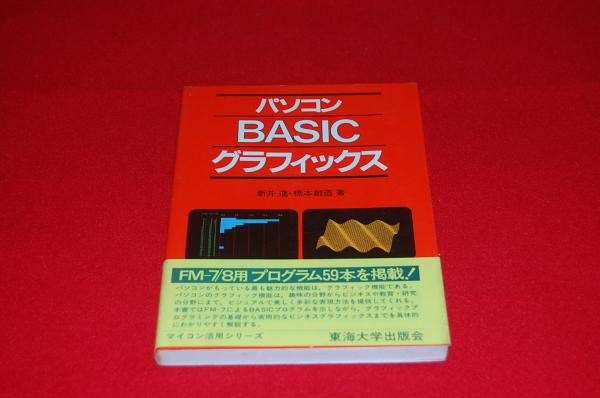 パソコン
BASIC
グラフィックス
新井 進・橋本創造 著
FM-7/8用 プログラム59本を掲載!
パソコンがもっている最も魅力的な機能は、グラフィック機能である。
パソコンのグラフィック機能は、趣味の分野からビジネスや教育・研究
の分野にまで、ビジュアルで美しく多彩な表現方法を提供してくれる。
本書ではFM-7によるBASICプログラムを示しながら、グラフィックプ
ログラミングの基礎から実用的なビジネスグラフィックスまでを具体的
にわかりやすく解説する。
マイコン活用シリーズ
東海大学出版会